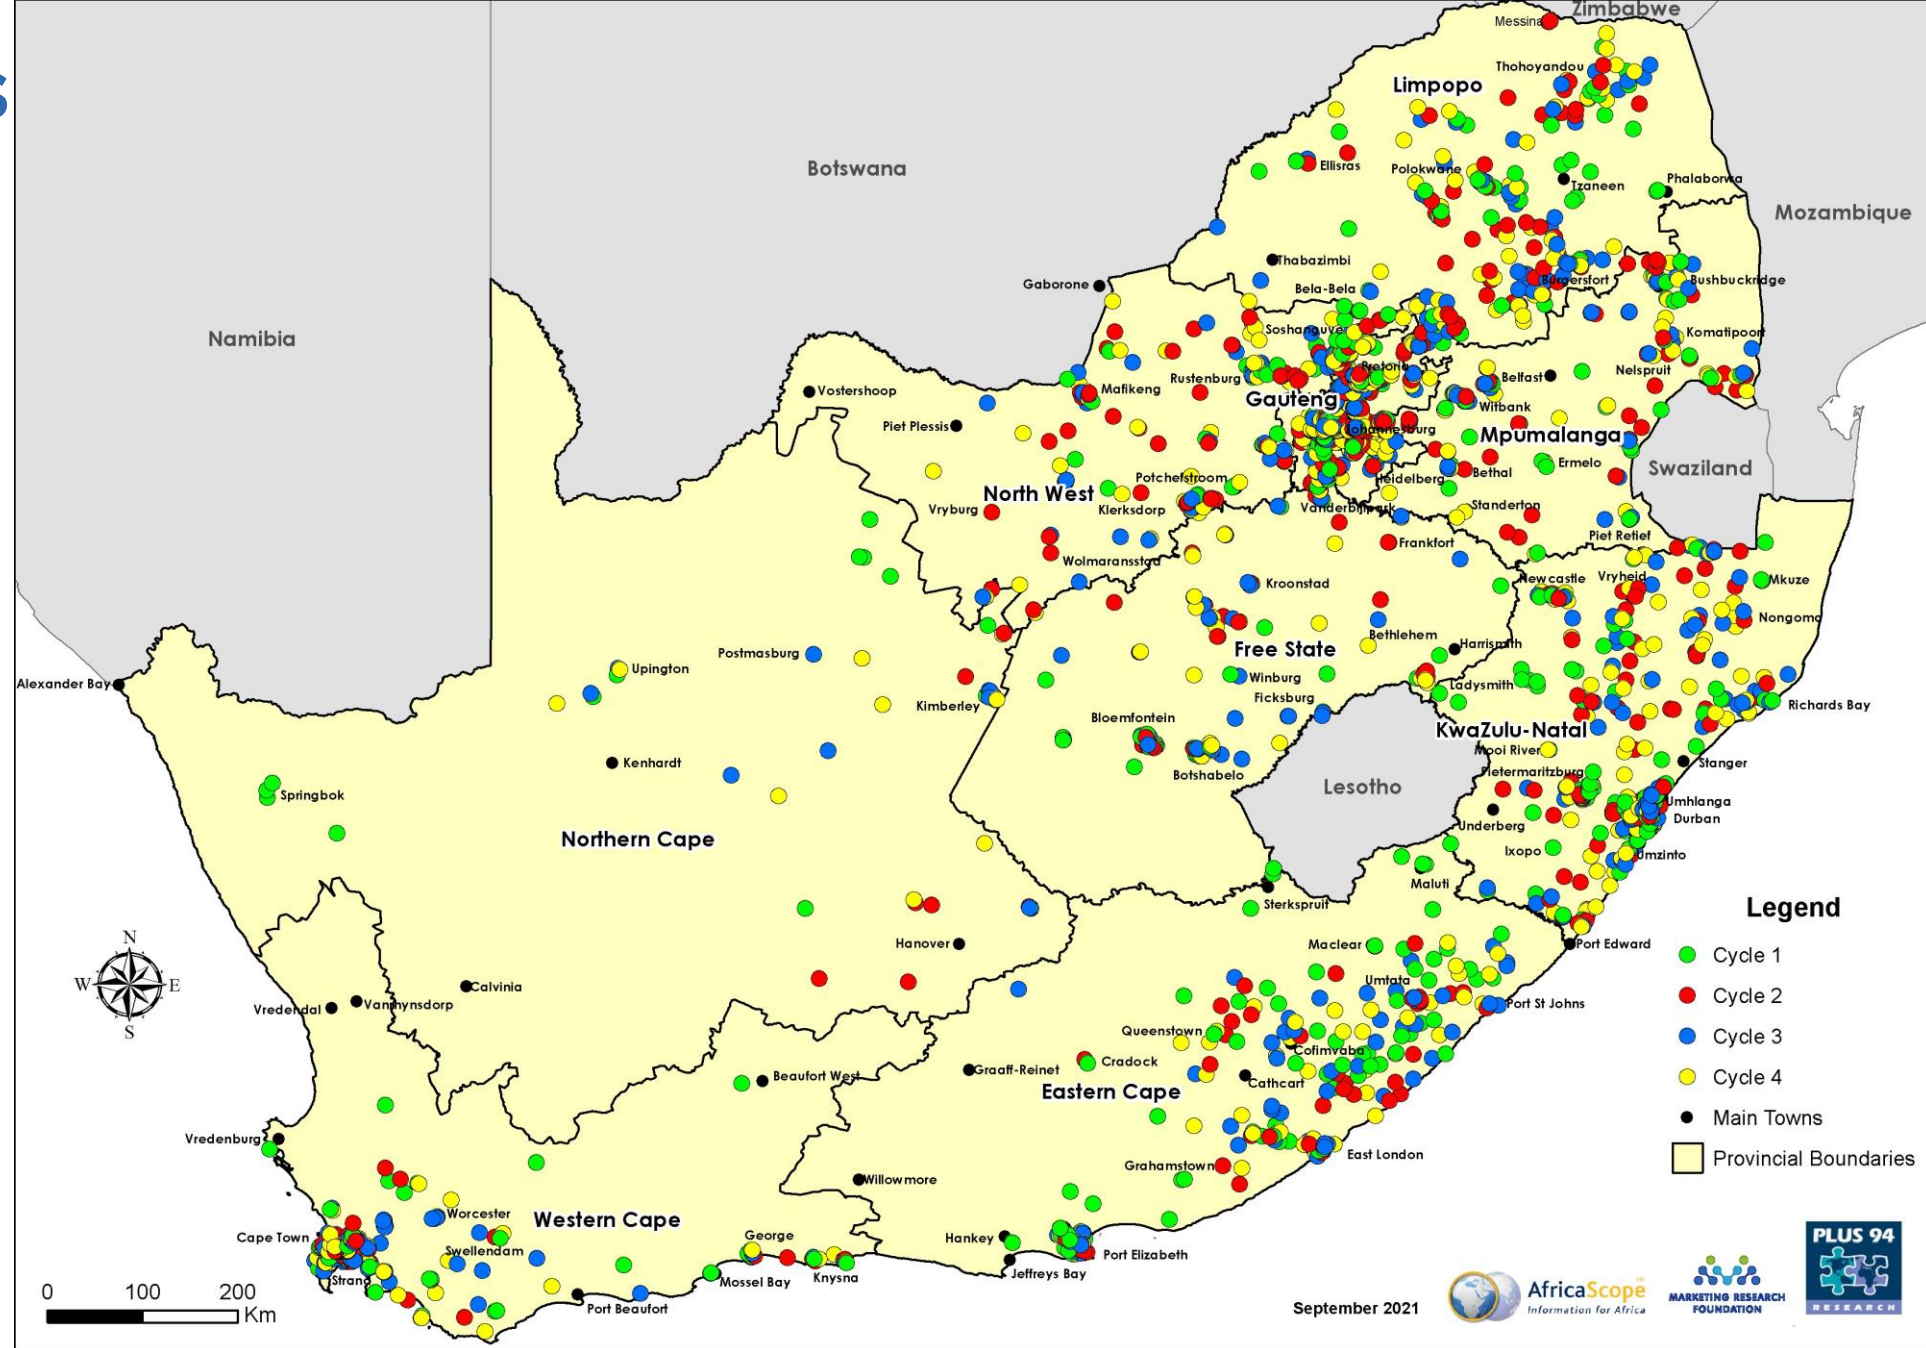 S
Zimbabwe
Messina
Thohoyandou
Limpopo
Botswana
Ellisras
Polokwane
Tzaneen
Phalaborwa
Mozambique
Thabazimbi
Gaborone
Bela-Bela
Burgersfort
Bushbuckridge
Namibia
Soshanguve
Komatipoort
Pretoria
Nelspruit
Vostershoop
Mafikeng
Rustenburg
Belfast
Gauteng
Witbank
Piet Plessis
Johannesburg
Mpumalanga
Swaziland
Ermelo
Bethal
Potchefstroom
Heidelberg
North West
Vryburg
Klerksdorp
Vanderbijlpark
Standerton
Piet Retief
Frankfort
Wolmaransstad
Kroonstad
Newcastle
Vryheid
Mkuze
Nongoma
Bethlehem
Harrismith
Free State
Postmasburg
Upington
Alexander Bay
Winburg
Ladysmith
Kimberley
Ficksburg
Richards Bay
Bloemfontein
KwaZulu-Natal
Mooi River
Kenhardt
Botshabelo
Pietermaritzburg
Stanger
Lesotho
Springbok
Umhlanga
Durban
Underberg
Northern Cape
Ixopo
Umzinto
Maluti
Sterkspruit
Hanover
Maclear
Port Edward
Calvinia
Umtata
Vredendal
Vanrhynsdorp
Port St Johns
Queenstown
Cofimvaba
Cradock
Graaff-Reinet
Beaufort West
Cathcart
Eastern Cape
Vredenburg
East London
Grahamstown
Willowmore
Worcester
Western Cape
Cape Town
George
Hankey
Swellendam
Port Elizabeth
Strand
Mossel Bay
Knysna
Jeffreys Bay
Port Beaufort
N
W E
S
0 100 200
Km
Legend
Cycle 1
Cycle 2
Cycle 3
Cycle 4
Main Towns
Provincial Boundaries
September 2021
AfricaScope™
Information for Africa
MARKETING RESEARCH
FOUNDATION
PLUS 94
RESEARCH